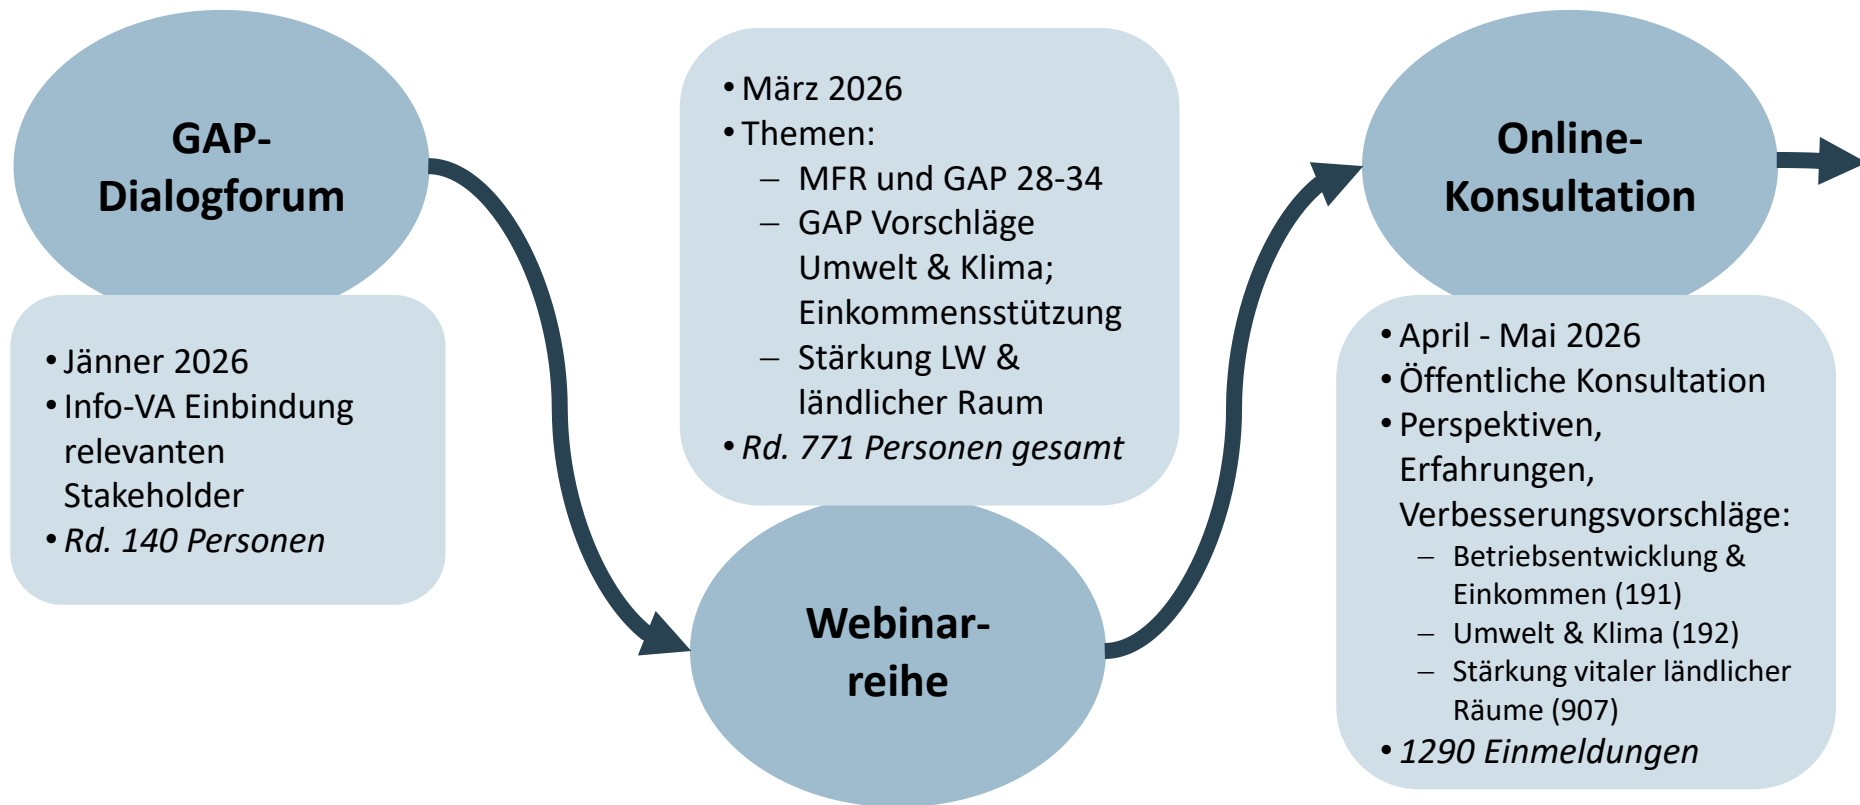 GAP-
Dialogforum
• Jänner 2026
• Info-VA Einbindung
relevanten
Stakeholder
• Rd. 140 Personen
• März 2026
• Themen:
– MFR und GAP 28-34
– GAP Vorschläge
Umwelt & Klima;
Einkommensstützung
– Stärkung LW &
ländlicher Raum
• Rd. 771 Personen gesamt
Webinar-
reihe
Online-
Konsultation
• April - Mai 2026
• Öffentliche Konsultation
• Perspektiven,
Erfahrungen,
Verbesserungsvorschläge:
– Betriebsentwicklung &
Einkommen (191)
– Umwelt & Klima (192)
– Stärkung vitaler ländlicher
Räume (907)
• 1290 Einmeldungen